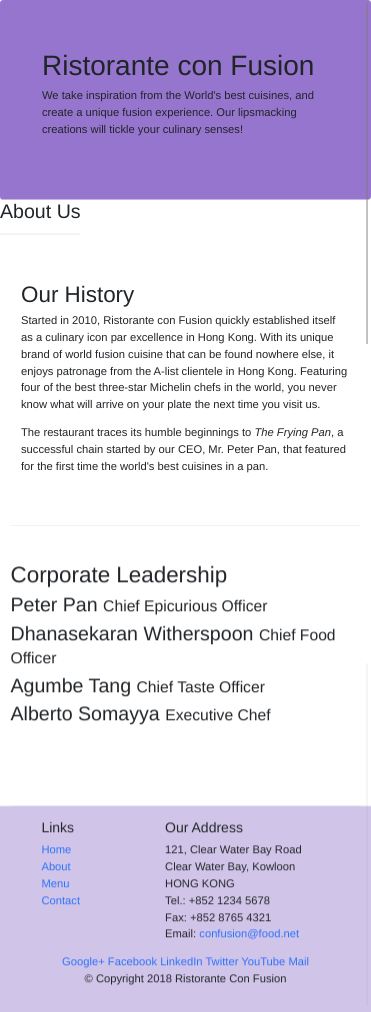 Ristorante con Fusion
We take inspiration from the World's best cuisines, and
create a unique fusion experience. Our lipsmacking
creations will tickle your culinary senses!
About Us
Our History
Started in 2010, Ristorante con Fusion quickly established itself
as a culinary icon par excellence in Hong Kong. With its unique
brand of world fusion cuisine that can be found nowhere else, it
enjoys patronage from the A-list clientele in Hong Kong. Featuring
four of the best three-star Michelin chefs in the world, you never
know what will arrive on your plate the next time you visit us.
The restaurant traces its humble beginnings to The Frying Pan, a
successful chain started by our CEO, Mr. Peter Pan, that featured
for the first time the world's best cuisines in a pan.
Corporate Leadership
Peter Pan Chief Epicurious Officer
Dhanasekaran Witherspoon Chief Food
Officer
Agumbe Tang Chief Taste Officer
Alberto Somayya Executive Chef
Links
Home
About
Menu
Contact
Our Address
121, Clear Water Bay Road
Clear Water Bay, Kowloon
HONG KONG
Tel.: +852 1234 5678
Fax: +852 8765 4321
Email: confusion@food.net
Google+ Facebook LinkedIn Twitter YouTube Mail
© Copyright 2018 Ristorante Con Fusion